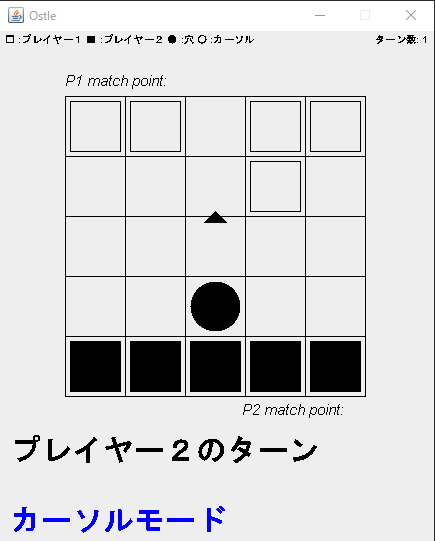 Ostle
□ :プレイヤー1 ■ :プレイヤー2 ● :穴 ○ :カーソル ターン数: 1
P1 match point:
P2 match point:
プレイヤー2のターン
カーソルモード